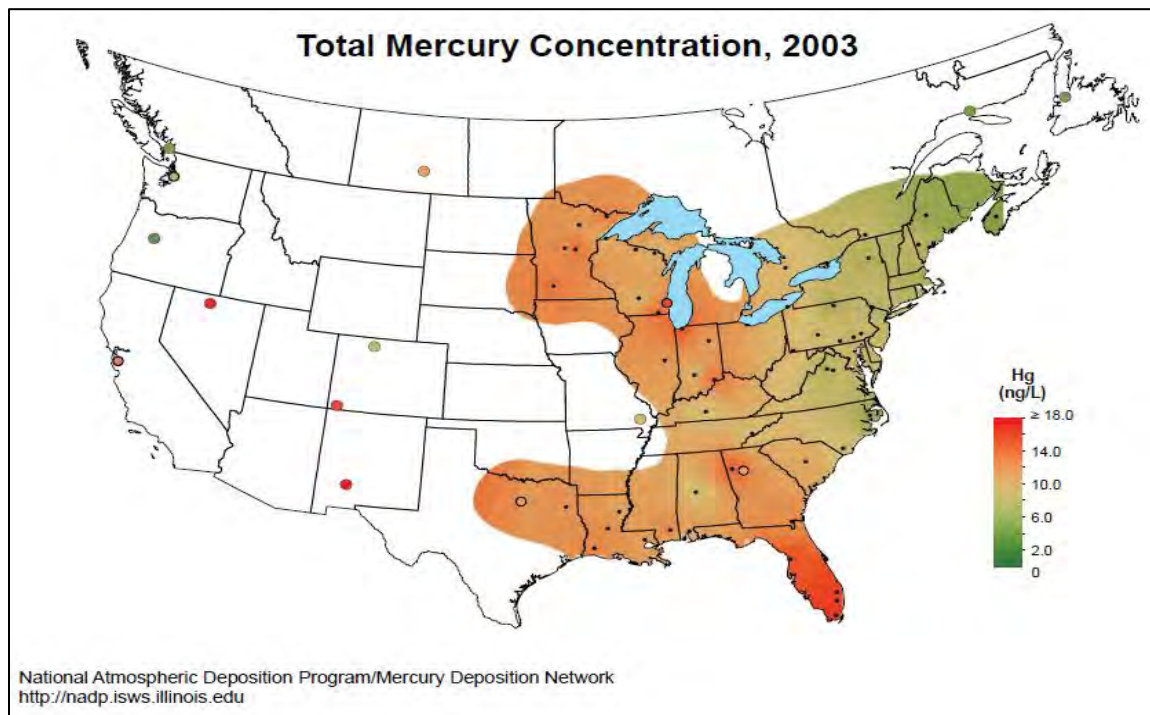 Total Mercury Concentration, 2003
Hg
(ng/L)
≥ 18.0
14.0
10.0
6.0
2.0
0
National Atmospheric Deposition Program/Mercury Deposition Network
http://nadp.isws.illinois.edu